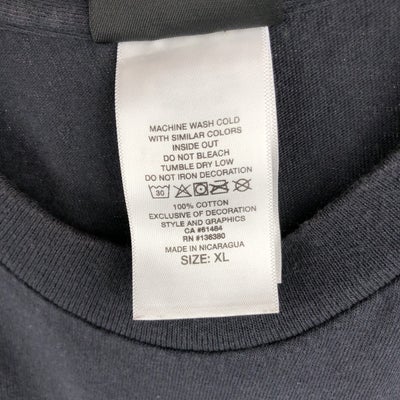 MACHINE WASH COLD
WITH SIMILAR COLORS
INSIDE OUT
DO NOT BLEACH
TUMBLE DRY LOW
DO NOT IRON DECORATION
30
100% COTTON
EXCLUSIVE OF DECORATION
STYLE AND GRAPHICS
CA #61484
RN #136380
MADE IN NICARAGUA
SIZE: XL